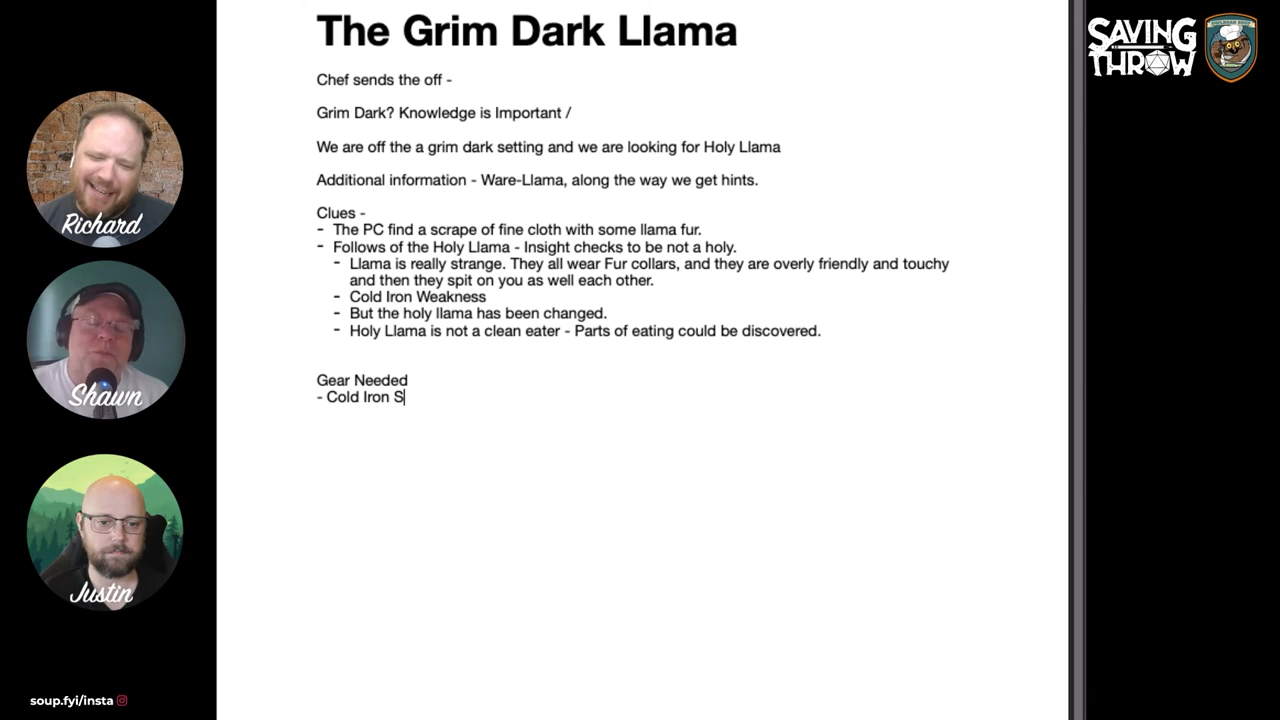 The Grim Dark Llama
Chef sends the off -
Grim Dark? Knowledge is Important /
We are off the a grim dark setting and we are looking for Holy Llama
Additional information - Ware-Llama, along the way we get hints.
Clues -
- The PC find a scrape of fine cloth with some llama fur.
- Follows of the Holy Llama - Insight checks to be not a holy.
- Llama is really strange. They all wear Fur collars, and they are overly friendly and touchy
and then they spit on you as well each other.
- Cold Iron Weakness
- But the holy llama has been changed.
- Holy Llama is not a clean eater - Parts of eating could be discovered.
Gear Needed
- Cold Iron S
Richard
Shawn
Justin
soup.fyi/insta
SAVING
THROW